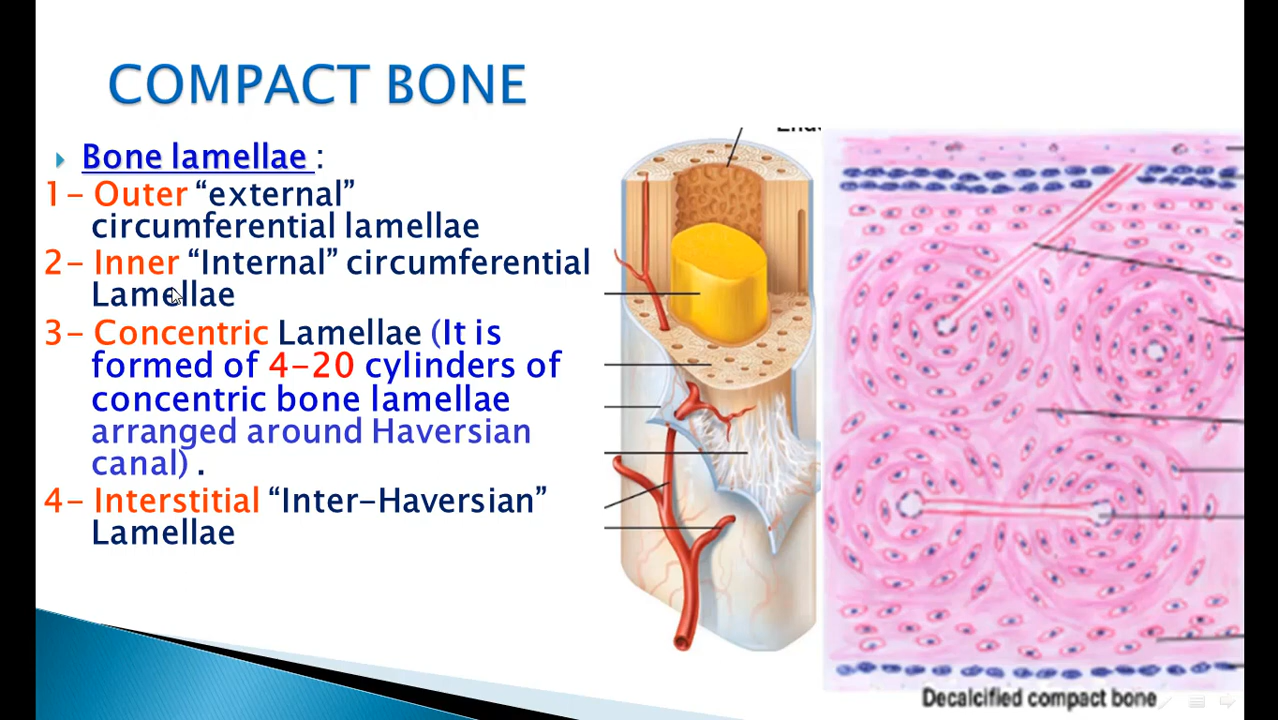 COMPACT BONE
Bone lamellae :
1- Outer “external”
circumferential lamellae
2- Inner “Internal” circumferential
Lamellae
3- Concentric Lamellae (It is
formed of 4-20 cylinders of
concentric bone lamellae
arranged around Haversian
canal) .
4- Interstitial “Inter-Haversian”
Lamellae
Decalcified compact bone